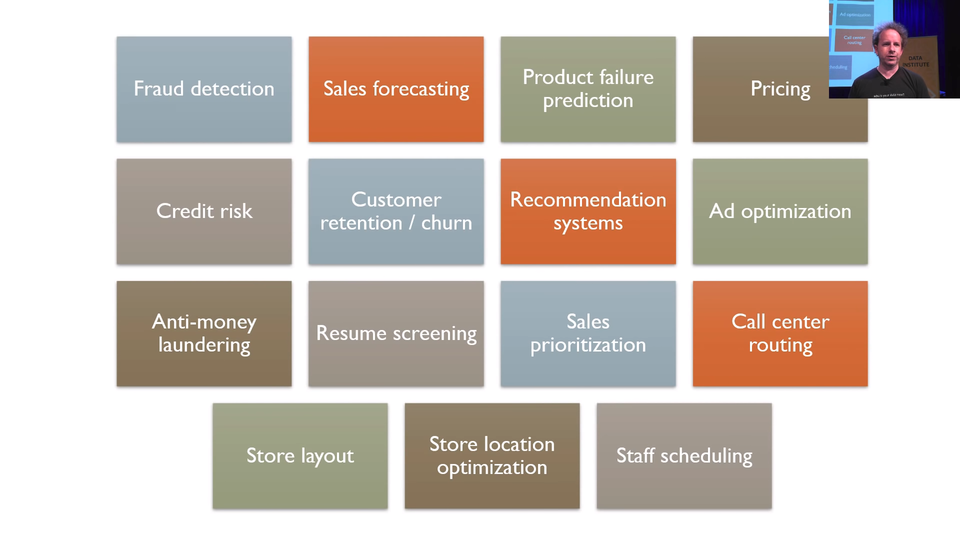 Fraud detection
Sales forecasting
Product failure
prediction
Pricing
Ad optimization
Call center
routing
DATA
INSTITUTE
Credit risk
Customer
retention / churn
Recommendation
systems
Ad optimization
Anti-money
laundering
Resume screening
Sales
prioritization
Call center
routing
Store layout
Store location
optimization
Staff scheduling